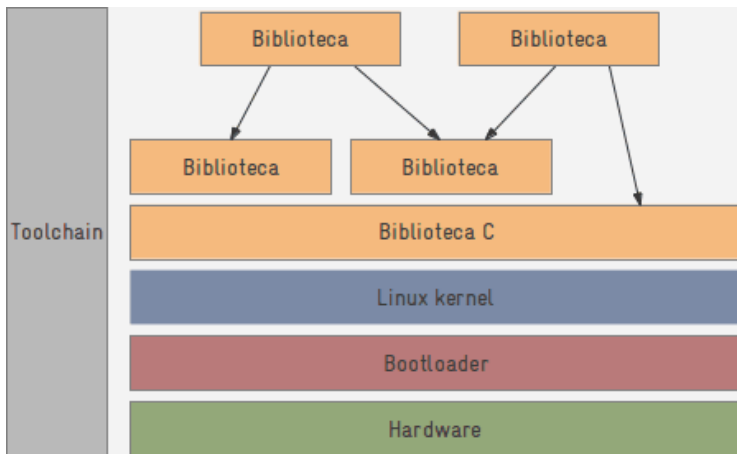 Biblioteca
Biblioteca
Biblioteca
Biblioteca
Toolchain
Biblioteca C
Linux kernel
Bootloader
Hardware